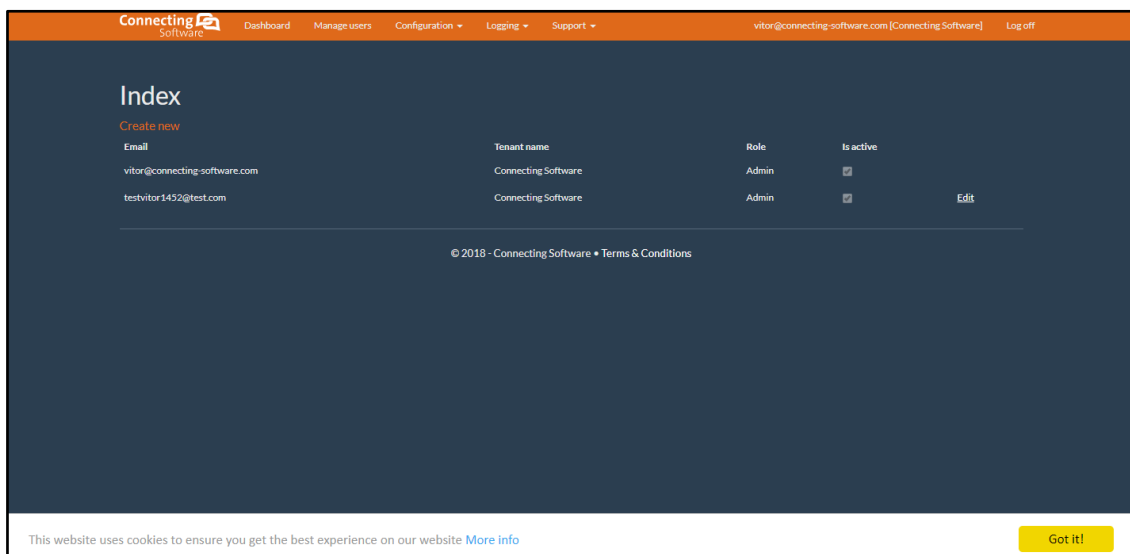 Connecting Software
Dashboard Manage users Configuration Logging Support vitor@connecting-software.com [Connecting Software] Log off
Index
Create new
Email Tenant name Role Is active
vitor@connecting-software.com Connecting Software Admin
testvitor1452@test.com Connecting Software Admin Edit
© 2018 - Connecting Software • Terms & Conditions
This website uses cookies to ensure you get the best experience on our website More info Got it!